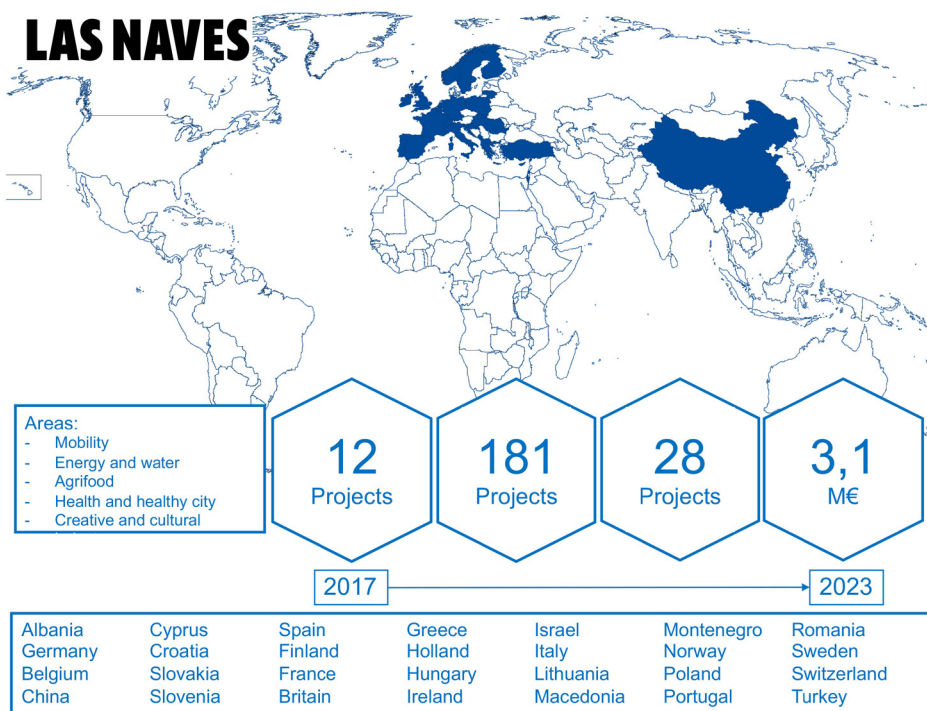 LAS NAVES
Areas:
- Mobility
- Energy and water
- Agrifood
- Health and healthy city
- Creative and cultural
12
Projects
181
Projects
28
Projects
3,1
M€
2017
2023
Albania Cyprus Spain Greece Israel Montenegro Romania
Germany Croatia Finland Holland Italy Norway Sweden
Belgium Slovakia France Hungary Lithuania Poland Switzerland
China Slovenia Britain Ireland Macedonia Portugal Turkey